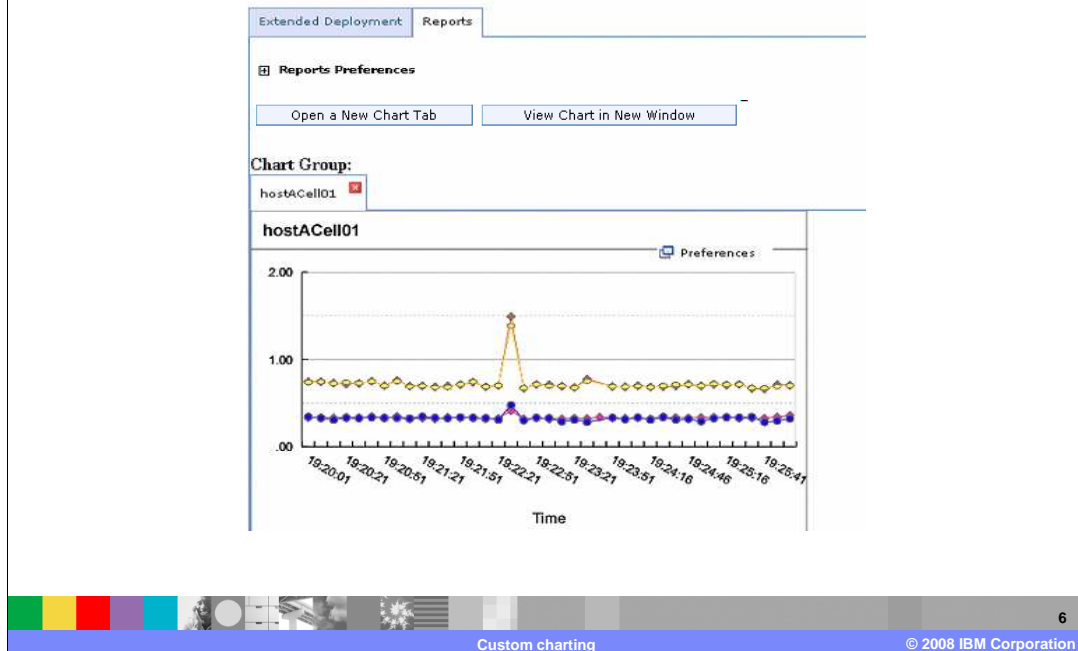 Extended Deployment Reports
Reports Preferences
Open a New Chart Tab View Chart in New Window
Chart Group:
hostACell01
hostACell01
Preferences
2.00
1.00
.00
19:20:01 19:20:21 19:20:51 19:21:21 19:21:51 19:22:21 19:22:51 19:23:21 19:23:51 19:24:16 19:24:46 19:25:16 19:25:41
Time
6
Custom charting © 2008 IBM Corporation